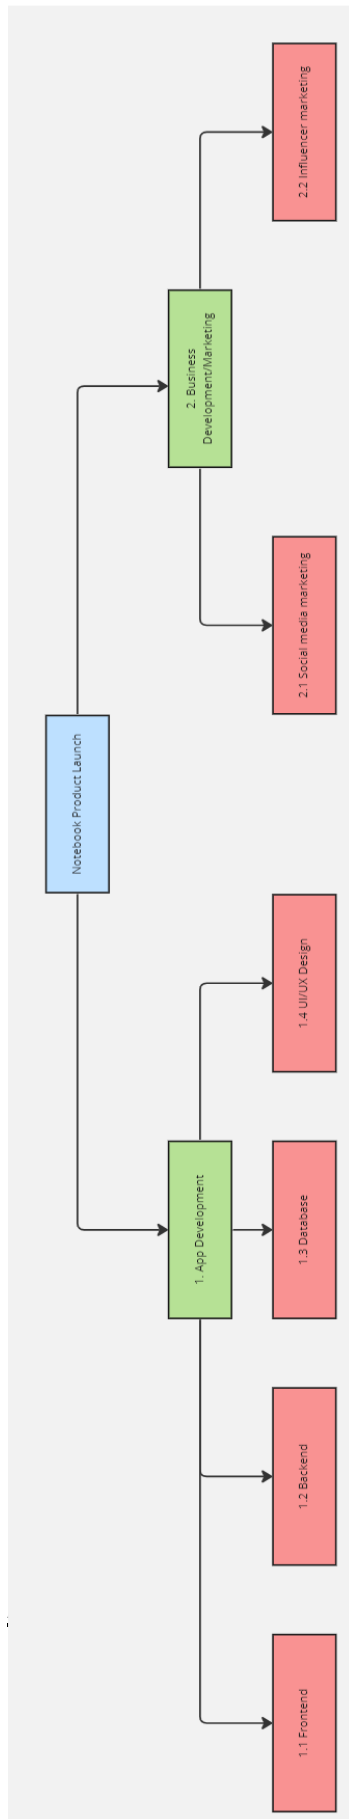 Notebook Product Launch
1. App Development
2. Business
Development/Marketing
1.1 Frontend
1.2 Backend
1.3 Database
1.4 UI/UX Design
2.1 Social media marketing
2.2 Influencer marketing